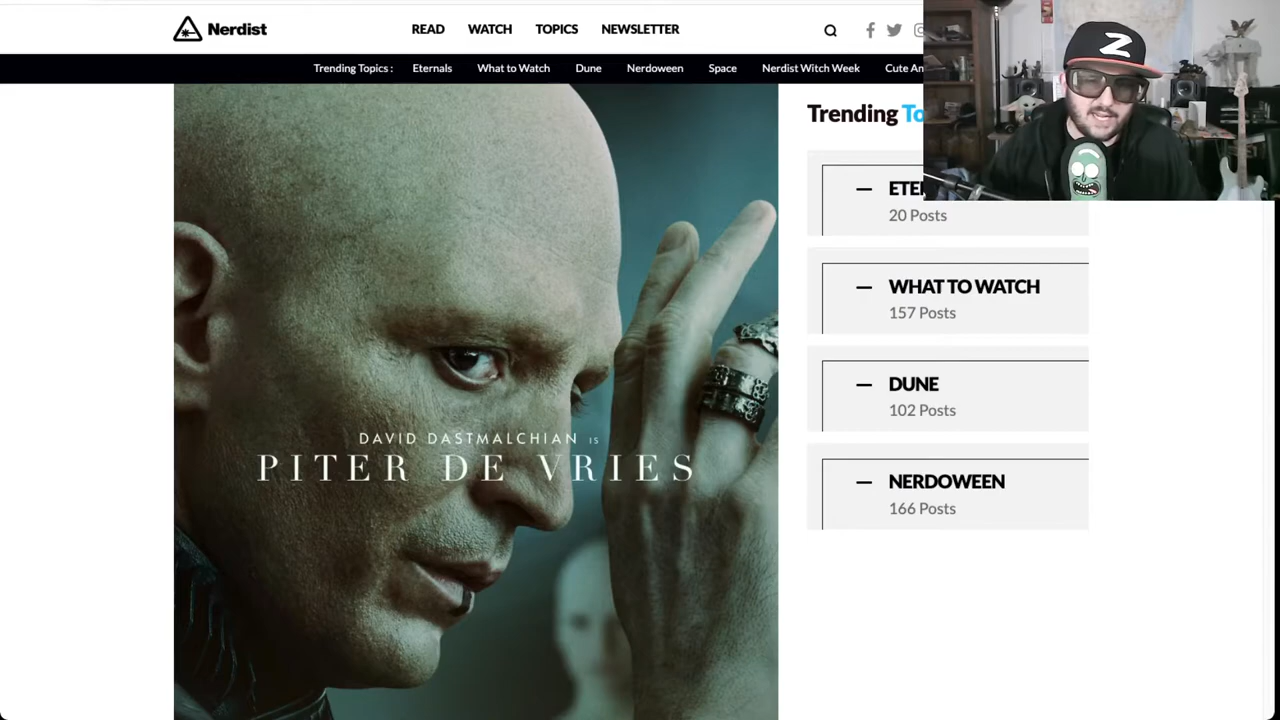 Nerdist
READ WATCH TOPICS NEWSLETTER
Trending Topics : Eternals What to Watch Dune Nerdoween Space Nerdist Witch Week Cute
Trending
20 Posts
WHAT TO WATCH
157 Posts
DUNE
102 Posts
NERDOWEEN
166 Posts
DAVID DASTMALCHIAN IS
PITER DE VRIES
Z